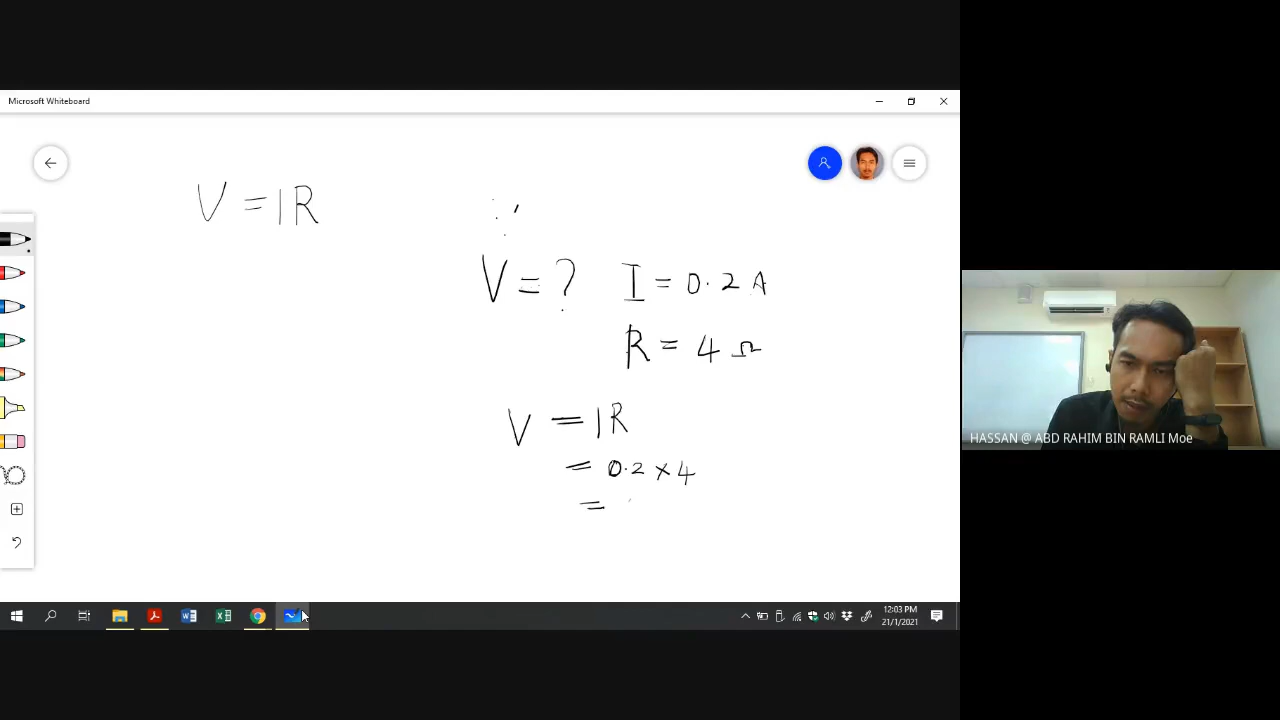 Microsoft Whiteboard
V = IR
V = ? I = 0.2 A
R = 4 Ω
V = IR
= 0.2 × 4
=
HASSAN @ ABD RAHIM BIN RAMLI Moe
12:03 PM
21/1/2021